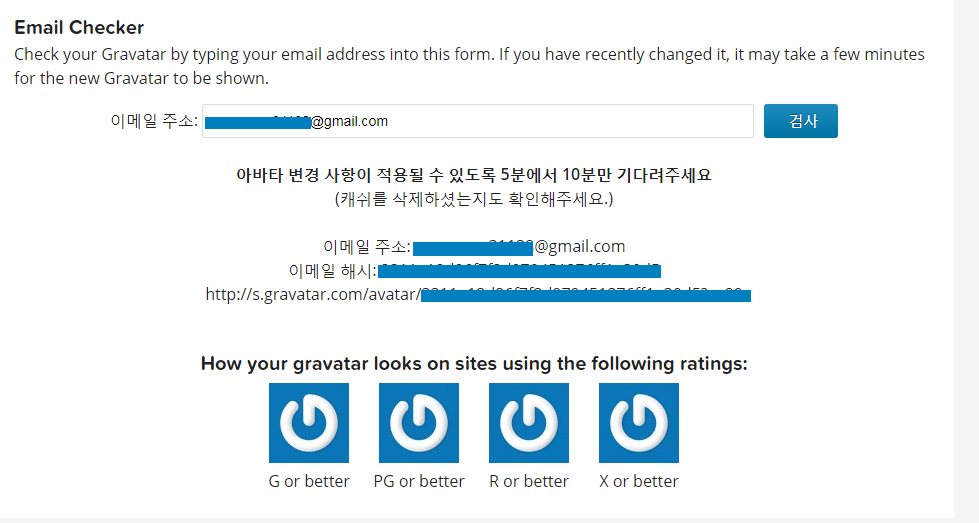 Email Checker
Check your Gravatar by typing your email address into this form. If you have recently changed it, it may take a few minutes
for the new Gravatar to be shown.
이메일 주소: @gmail.com 검사
아바타 변경 사항이 적용될 수 있도록 5분에서 10분만 기다려주세요
(캐쉬를 삭제하셨는지도 확인해주세요.)
이메일 주소: @gmail.com
이메일 해시:
http://s.gravatar.com/avatar/
How your gravatar looks on sites using the following ratings:
G or better PG or better R or better X or better